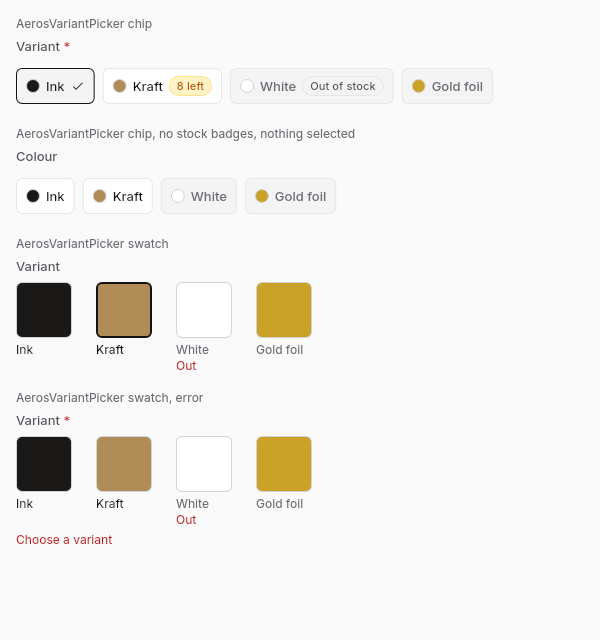 AerosVariantPicker chip
Variant *
Ink Kraft 8 left White Out of stock Gold foil
AerosVariantPicker chip, no stock badges, nothing selected
Colour
Ink Kraft White Gold foil
AerosVariantPicker swatch
Variant
Ink Kraft White Gold foil
Out
AerosVariantPicker swatch, error
Variant *
Ink Kraft White Gold foil
Out
Choose a variant